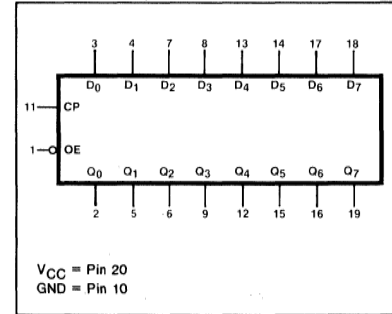 3 4 7 8 13 14 17 18
D0 D1 D2 D3 D4 D5 D6 D7
11 CP
1 OE
Q0 Q1 Q2 Q3 Q4 Q5 Q6 Q7
2 5 6 9 12 15 16 19
VCC = Pin 20
GND = Pin 10